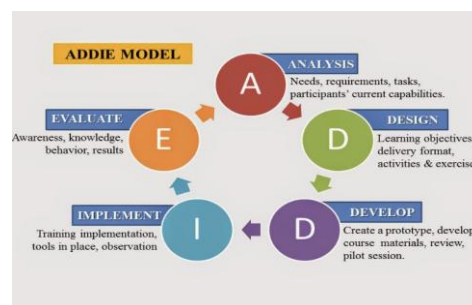 ADDIE MODEL
A
ANALYSIS
Needs, requirements, tasks,
participants' current capabilities.
D
DESIGN
Learning objectives
delivery format,
activities & exercise
D
DEVELOP
Create a prototype, develop
course materials, review,
pilot session.
I
IMPLEMENT
Training implementation,
tools in place, observation
E
EVALUATE
Awareness, knowledge,
behavior, results